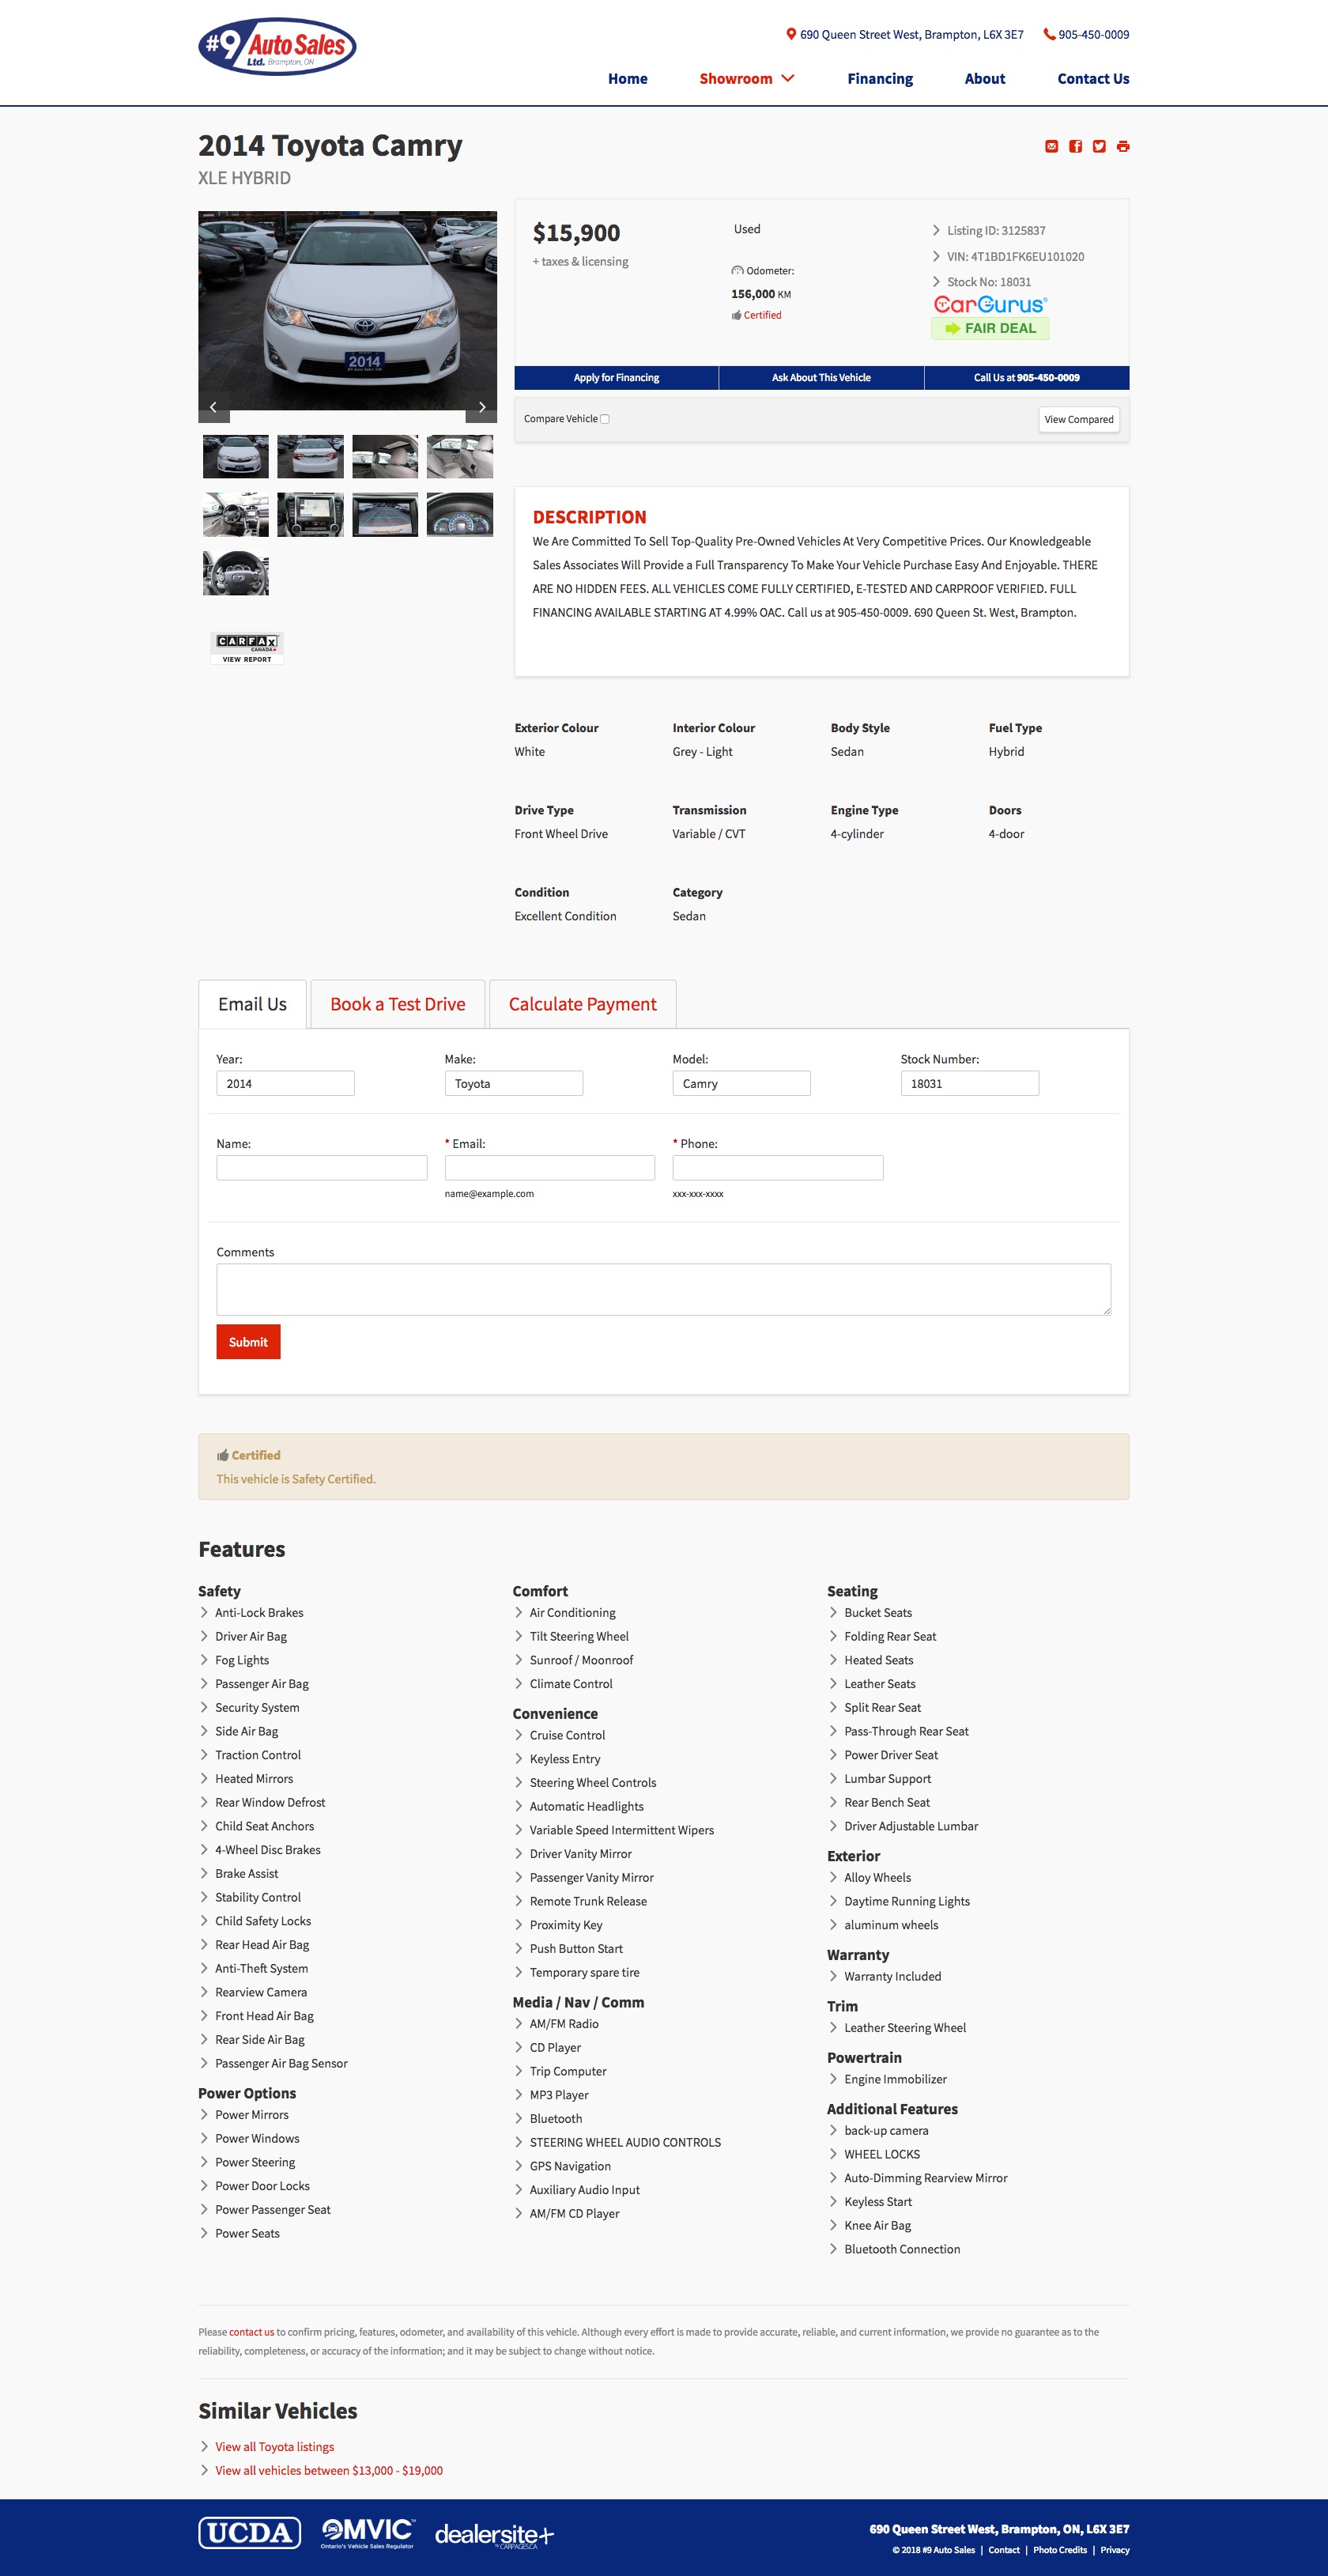 #9 Auto Sales
Ltd. Brampton, ON
690 Queen Street West, Brampton, L6X 3E7 905-450-0009
Home Showroom Financing About Contact Us
2014 Toyota Camry
XLE HYBRID
2014
$15,900
+ taxes & licensing
Used
Odometer:
156,000 KM
Certified
Listing ID: 3125837
VIN: 4T1BD1FK6EU101020
Stock No: 18031
CarGurus
FAIR DEAL
Apply for Financing Ask About This Vehicle Call Us at 905-450-0009
Compare Vehicle View Compared
DESCRIPTION
We Are Committed To Sell Top-Quality Pre-Owned Vehicles At Very Competitive Prices. Our Knowledgeable
Sales Associates Will Provide a Full Transparency To Make Your Vehicle Purchase Easy And Enjoyable. THERE
ARE NO HIDDEN FEES. ALL VEHICLES COME FULLY CERTIFIED, E-TESTED AND CARPROOF VERIFIED. FULL
FINANCING AVAILABLE STARTING AT 4.99% OAC. Call us at 905-450-0009. 690 Queen St. West, Brampton.
CARFAX
CANADA
VIEW REPORT
Exterior Colour Interior Colour Body Style Fuel Type
White Grey - Light Sedan Hybrid
Drive Type Transmission Engine Type Doors
Front Wheel Drive Variable / CVT 4-cylinder 4-door
Condition Category
Excellent Condition Sedan
Email Us Book a Test Drive Calculate Payment
Year: Make: Model: Stock Number:
2014 Toyota Camry 18031
Name: * Email: * Phone:
name@example.com xxx-xxx-xxxx
Comments
Submit
Certified
This vehicle is Safety Certified.
Features
Safety
Anti-Lock Brakes
Driver Air Bag
Fog Lights
Passenger Air Bag
Security System
Side Air Bag
Traction Control
Heated Mirrors
Rear Window Defrost
Child Seat Anchors
4-Wheel Disc Brakes
Brake Assist
Stability Control
Child Safety Locks
Rear Head Air Bag
Anti-Theft System
Rearview Camera
Front Head Air Bag
Rear Side Air Bag
Passenger Air Bag Sensor
Power Options
Power Mirrors
Power Windows
Power Steering
Power Door Locks
Power Passenger Seat
Power Seats
Comfort
Air Conditioning
Tilt Steering Wheel
Sunroof / Moonroof
Climate Control
Convenience
Cruise Control
Keyless Entry
Steering Wheel Controls
Automatic Headlights
Variable Speed Intermittent Wipers
Driver Vanity Mirror
Passenger Vanity Mirror
Remote Trunk Release
Proximity Key
Push Button Start
Temporary spare tire
Media / Nav / Comm
AM/FM Radio
CD Player
Trip Computer
MP3 Player
Bluetooth
STEERING WHEEL AUDIO CONTROLS
GPS Navigation
Auxiliary Audio Input
AM/FM CD Player
Seating
Bucket Seats
Folding Rear Seat
Heated Seats
Leather Seats
Split Rear Seat
Pass-Through Rear Seat
Power Driver Seat
Lumbar Support
Rear Bench Seat
Driver Adjustable Lumbar
Exterior
Alloy Wheels
Daytime Running Lights
aluminum wheels
Warranty
Warranty Included
Trim
Leather Steering Wheel
Powertrain
Engine Immobilizer
Additional Features
back-up camera
WHEEL LOCKS
Auto-Dimming Rearview Mirror
Keyless Start
Knee Air Bag
Bluetooth Connection
Please contact us to confirm pricing, features, odometer, and availability of this vehicle. Although every effort is made to provide accurate, reliable, and current information, we provide no guarantee as to the
reliability, completeness, or accuracy of the information; and it may be subject to change without notice.
Similar Vehicles
View all Toyota listings
View all vehicles between $13,000 - $19,000
UCDA
OMVIC
Ontario's Vehicle Sales Regulator
dealersite+
by CARPAGES.CA
690 Queen Street West, Brampton, ON, L6X 3E7
© 2018 #9 Auto Sales | Contact | Photo Credits | Privacy